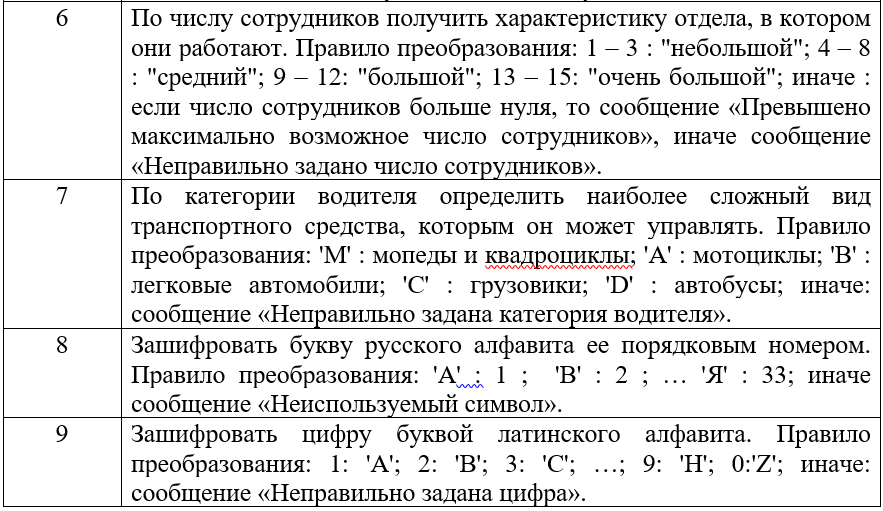 6
По числу сотрудников получить характеристику отдела, в котором
они работают. Правило преобразования: 1 – 3 : "небольшой"; 4 – 8
: "средний"; 9 – 12: "большой"; 13 – 15: "очень большой"; иначе :
если число сотрудников больше нуля, то сообщение «Превышено
максимально возможное число сотрудников», иначе сообщение
«Неправильно задано число сотрудников».
7
По категории водителя определить наиболее сложный вид
транспортного средства, которым он может управлять. Правило
преобразования: 'M' : мопеды и квадроциклы; 'A' : мотоциклы; 'B' :
легковые автомобили; 'C' : грузовики; 'D' : автобусы; иначе:
сообщение «Неправильно задана категория водителя».
8
Зашифровать букву русского алфавита ее порядковым номером.
Правило преобразования: 'А' : 1 ; 'В' : 2 ; … 'Я' : 33; иначе
сообщение «Неиспользуемый символ».
9
Зашифровать цифру буквой латинского алфавита. Правило
преобразования: 1: 'A'; 2: 'B'; 3: 'C'; …; 9: 'H'; 0:'Z'; иначе:
сообщение «Неправильно задана цифра».